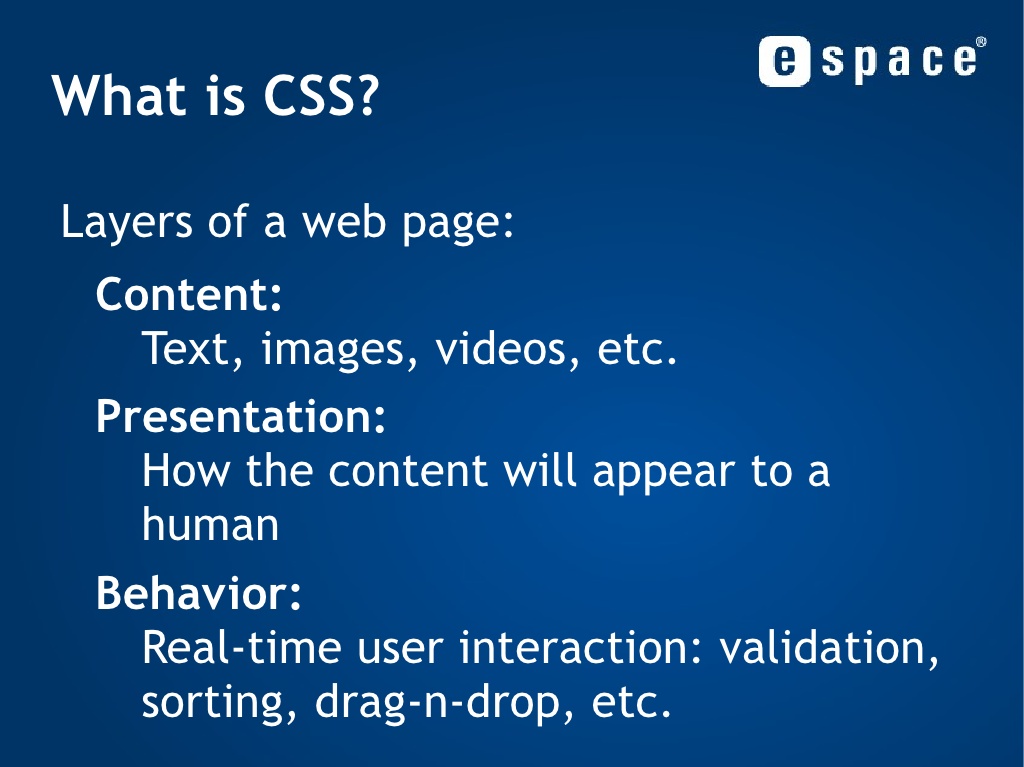 e space®
What is CSS?
Layers of a web page:
Content:
Text, images, videos, etc.
Presentation:
How the content will appear to a
human
Behavior:
Real-time user interaction: validation,
sorting, drag-n-drop, etc.